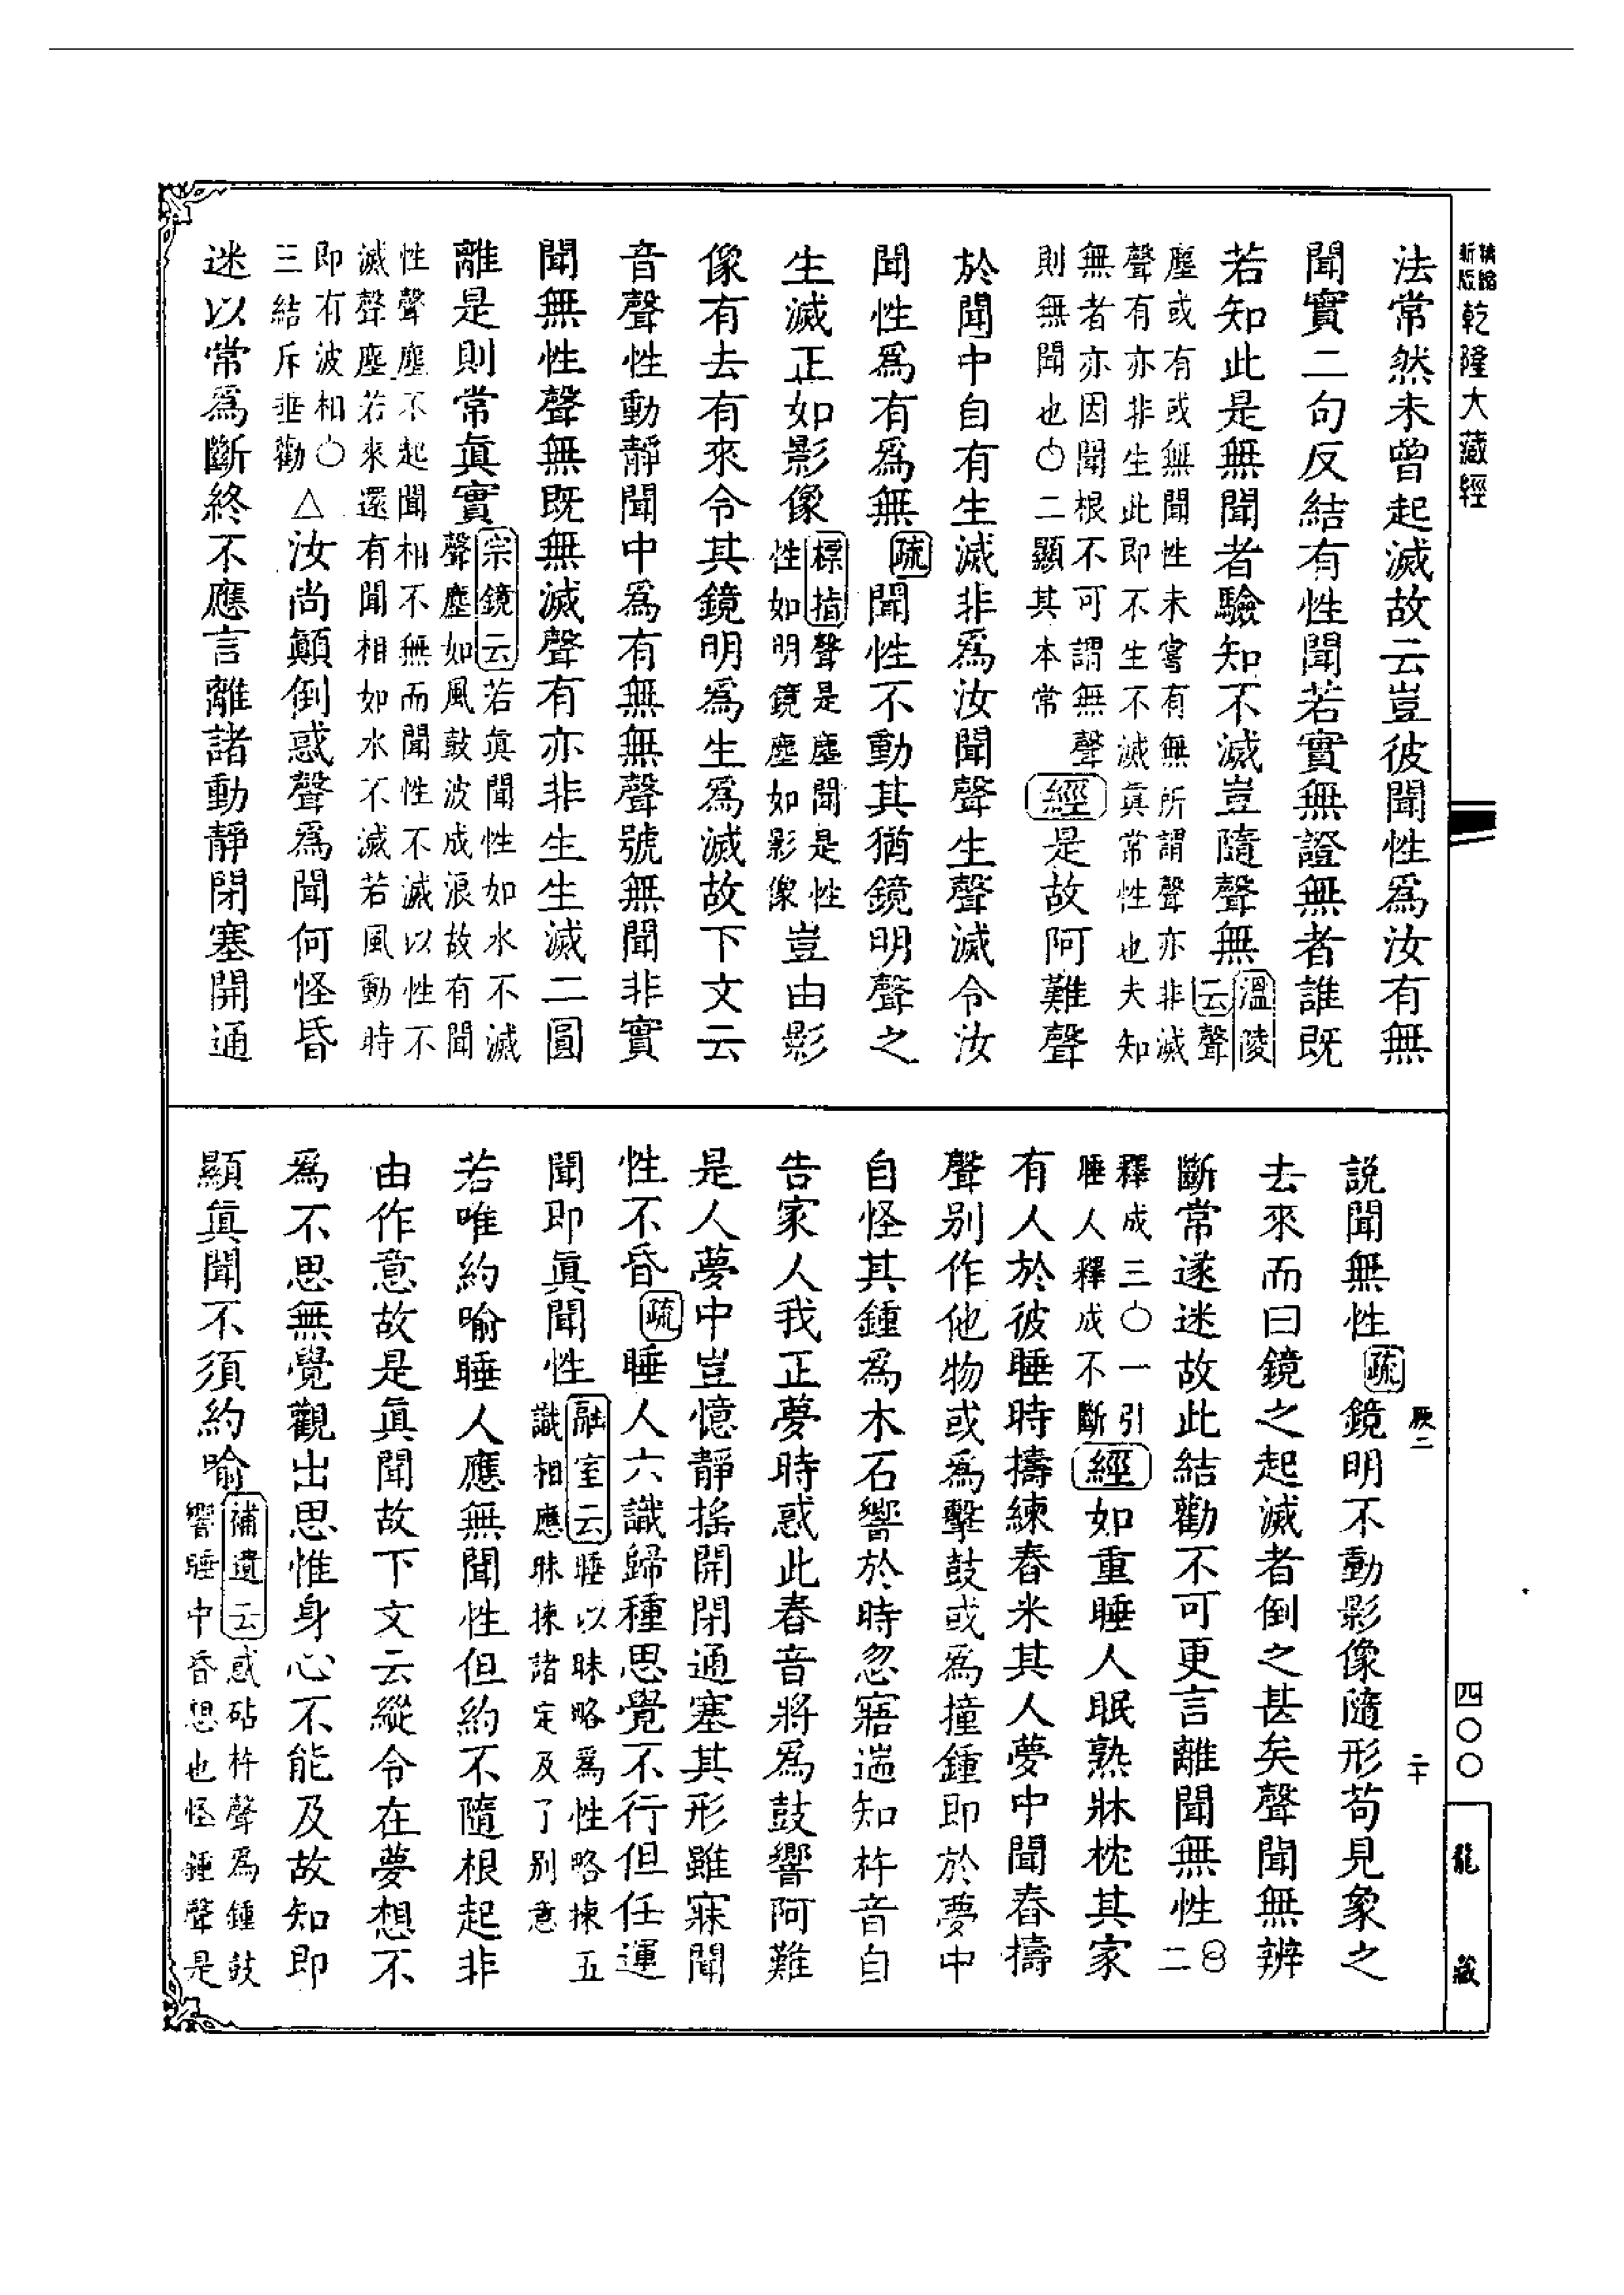 精縮新版 乾隆大藏經
法常然未曾起滅故云豈彼聞性爲汝有無
聞實二句反結有性聞若實無證無者誰既
若知此是無聞者驗知不滅豈隨聲無溫陵云聲
塵或有或無聞性未嘗有無所謂聲亦非滅
聲有亦非生此即不生不滅眞常性也夫知
無者亦因聞根不可謂無聲
則無聞也○二顯其本常
經是故阿難聲
於聞中自有生滅非爲汝聞聲生聲滅令汝
聞性爲有爲無疏聞性不動其猶鏡明聲之
生滅正如影像標指聲是塵聞是性
性如明鏡塵如影像豈由影
像有去有來令其鏡明爲生爲滅故下文云
音聲性動靜聞中爲有無無聲號無聞非實
聞無性聲無既無滅聲有亦非生生滅二圓
離是則常眞實宗鏡云若眞聞性如水不滅
聲塵如風鼓波成浪故有聞
性聲塵不起聞相不無而聞性不滅以性不
滅聲塵若來還有聞相如水不滅若風動時
即有波相○
三結斥垂勸
△汝尚顛倒惑聲爲聞何怪昏
迷以常爲斷終不應言離諸動靜閉塞開通
說聞無性疏鏡明不動影像隨形苟見象之
去來而曰鏡之起滅者倒之甚矣聲聞無辨
斷常遂迷故此結勸不可更言離聞無性○○二
釋成三○一引
睡人釋成不斷
經如重睡人眠熟牀枕其家
有人於彼睡時擣練舂米其人夢中聞舂擣
聲別作他物或爲擊鼓或爲撞鍾即於夢中
自怪其鍾爲木石響於時忽寤遄知杵音自
告家人我正夢時惑此舂音將爲鼓響阿難
是人夢中豈憶靜搖開閉通塞其形雖寐聞
性不昏疏睡人六識歸種思覺不行但任運
聞即眞聞性融室云睡以昧略爲性略揀五
識相應昧揀諸定及了別意
若唯約喻睡人應無聞性但約不隨根起非
由作意故是眞聞故下文云縱令在夢想不
爲不思無覺觀出思惟身心不能及故知即
顯眞聞不須約喻補遺云惑砧杵聲爲鍾鼓
響睡中昏想也怪鍾聲是
厥二
二十
四〇〇
龍藏